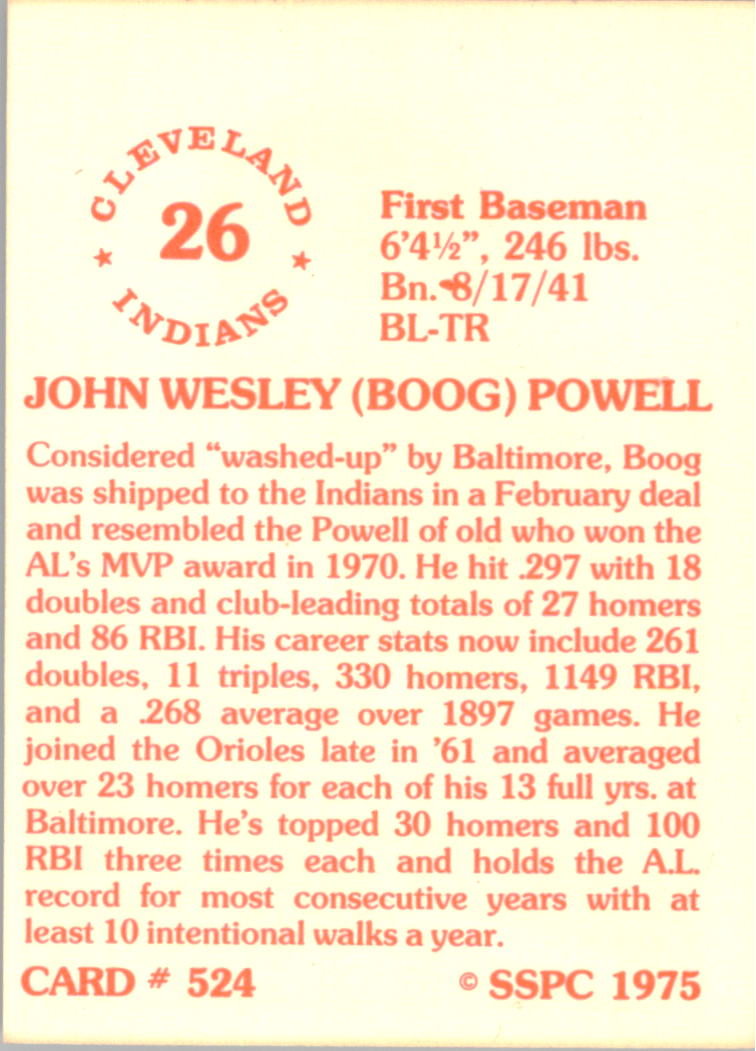 CLEVELAND
26
INDIANS
First Baseman
6'4½", 246 lbs.
Bn. 8/17/41
BL-TR
JOHN WESLEY (BOOG) POWELL
Considered "washed-up" by Baltimore, Boog
was shipped to the Indians in a February deal
and resembled the Powell of old who won the
AL's MVP award in 1970. He hit .297 with 18
doubles and club-leading totals of 27 homers
and 86 RBI. His career stats now include 261
doubles, 11 triples, 330 homers, 1149 RBI,
and a .268 average over 1897 games. He
joined the Orioles late in '61 and averaged
over 23 homers for each of his 13 full yrs. at
Baltimore. He's topped 30 homers and 100
RBI three times each and holds the A.L.
record for most consecutive years with at
least 10 intentional walks a year.
CARD # 524 © SSPC 1975